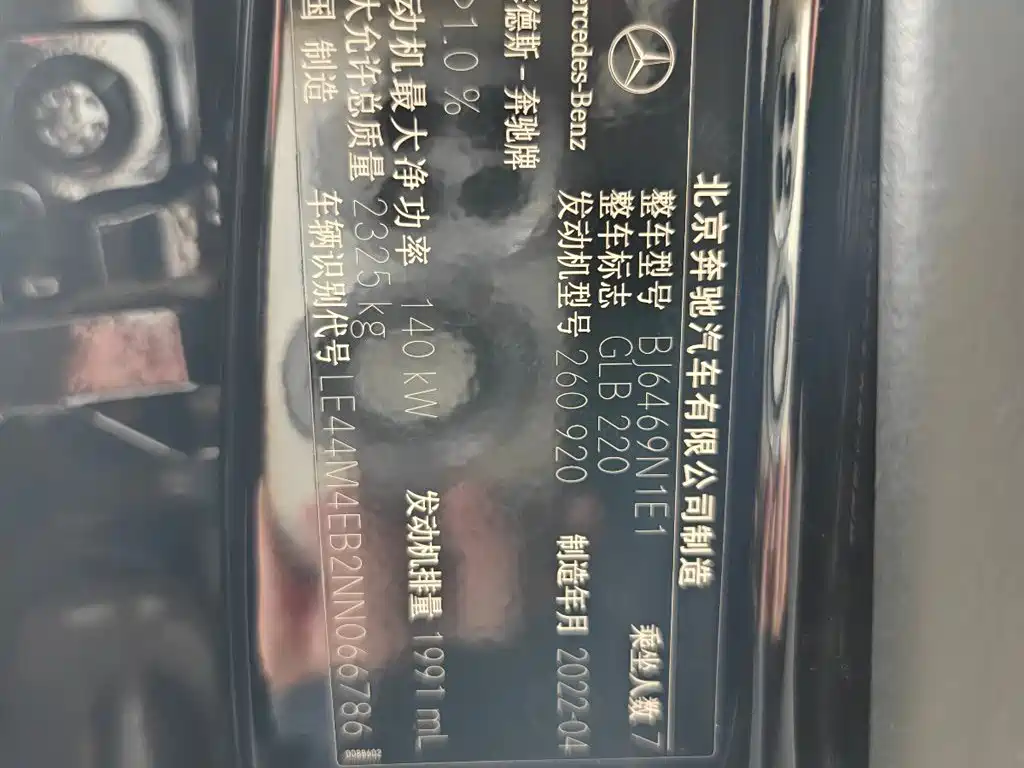 北京奔驰汽车有限公司制造
Mercedes-Benz
整车型号 BJ6469N1E1 乘坐人数 7
整车标志 GLB 220
发动机型号 260 920 制造年月 2022-04
德斯-奔驰牌
1.0 %
动机最大净功率 140 kW 发动机排量 1991 mL
大允许总质量 2325 kg
国 制造 车辆识别代号 LE44M4EB2NN066786